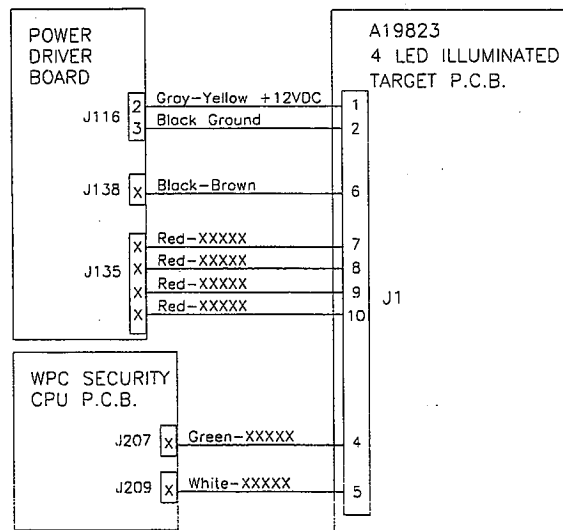 POWER
DRIVER
BOARD
A19823
4 LED ILLUMINATED
TARGET P.C.B.
J116 2 Gray-Yellow +12VDC 1
3 Black Ground 2
J138 X Black-Brown 6
X Red-XXXXX 7
J135 X Red-XXXXX 8
X Red-XXXXX 9
X Red-XXXXX 10
J1
WPC SECURITY
CPU P.C.B.
J207 X Green-XXXXX 4
J209 X White-XXXXX 5